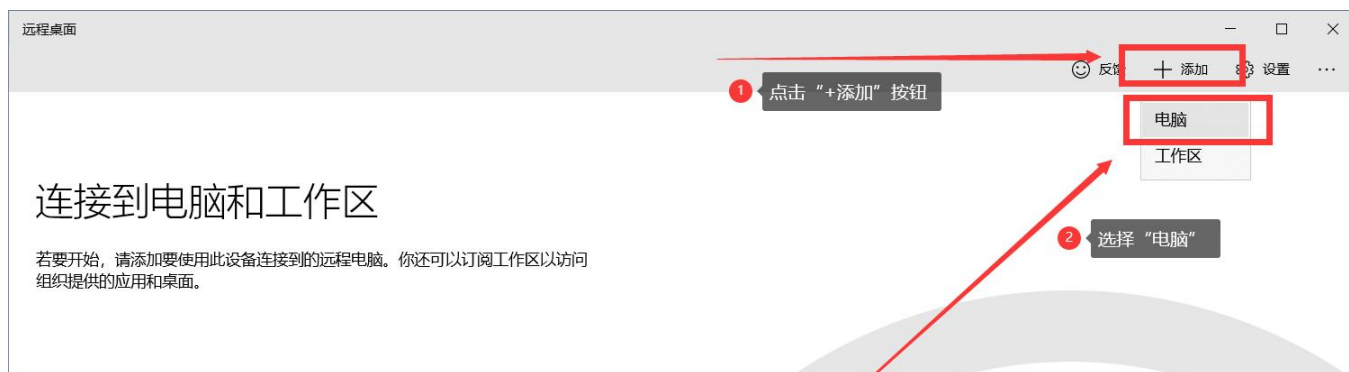 远程桌面
反馈 添加 设置
1 点击“+添加”按钮
电脑
工作区
连接到电脑和工作区
2 选择“电脑”
若要开始，请添加要使用此设备连接到的远程电脑。你还可以订阅工作区以访问
组织提供的应用和桌面。